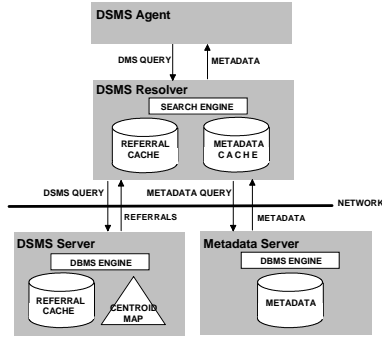 DSMS Agent
DMS QUERY
METADATA
DSMS Resolver
SEARCH ENGINE
REFERRAL
CACHE
METADATA
C A C H E
DSMS QUERY
METADATA QUERY
NETWORK
REFERRALS
METADATA
DSMS Server
DBMS ENGINE
REFERRAL
CACHE
CENTROID
MAP
Metadata Server
DBMS ENGINE
METADATA